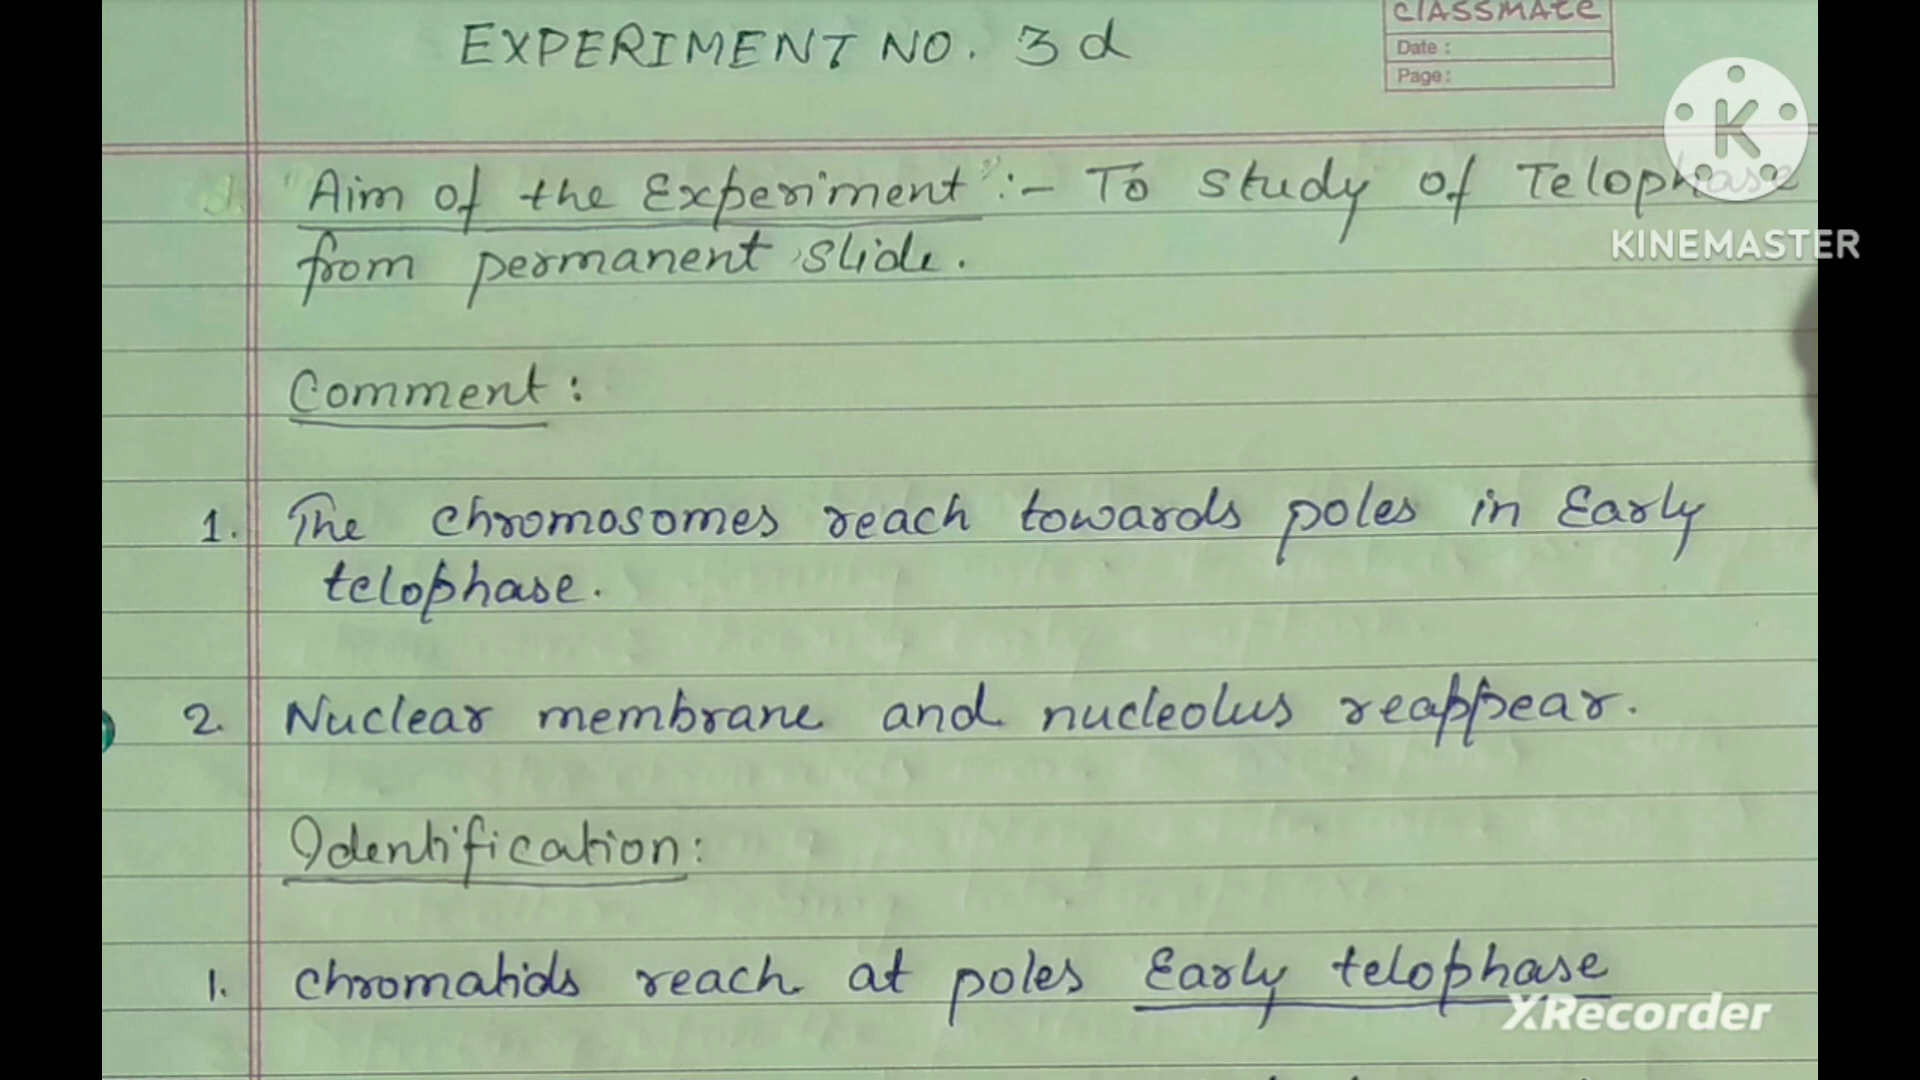 CLASSMATE
EXPERIMENT NO. 3d
Date :
Page :
K
"Aim of the Experiment" :- To study of Telophase
KINEMASTER
from permanent slide.
Comment :
1. The chromosomes reach towards poles in Early
telophase.
2. Nuclear membrane and nucleolus reappear.
Identification:
1. chromatids reach at poles Early telophase
XRecorder